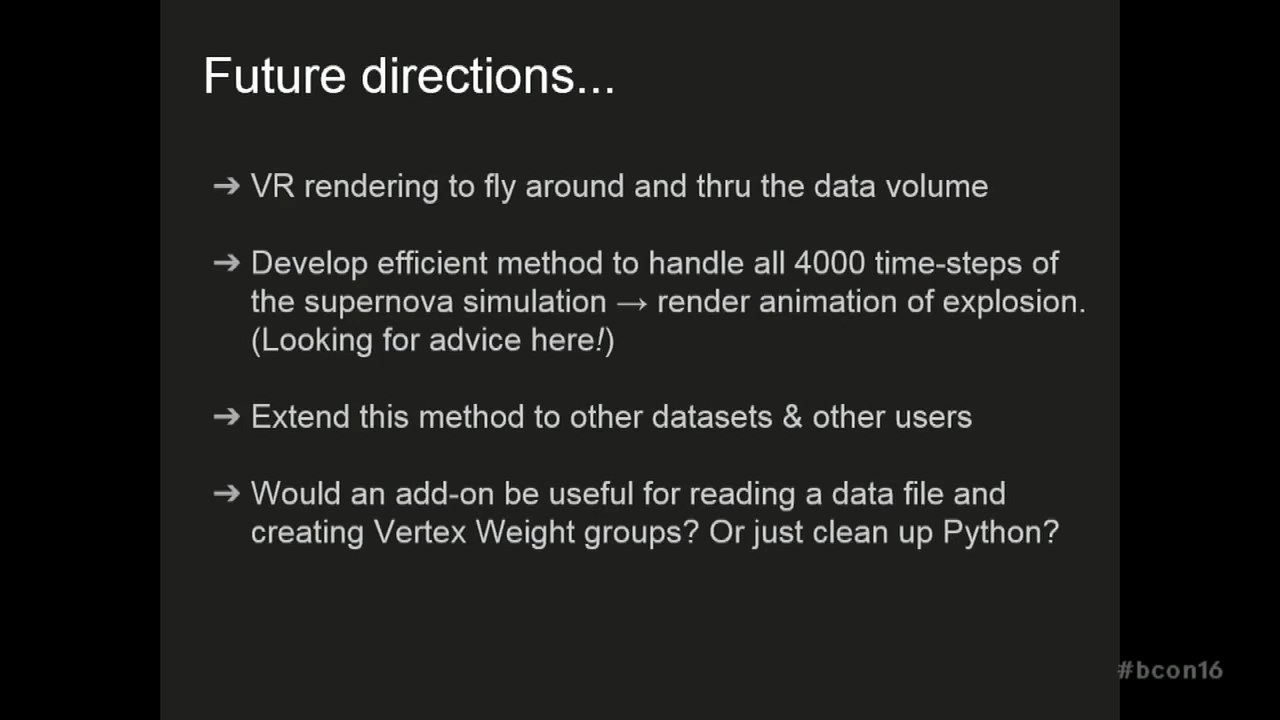 Future directions...
➔ VR rendering to fly around and thru the data volume
➔ Develop efficient method to handle all 4000 time-steps of
the supernova simulation → render animation of explosion.
(Looking for advice here!)
➔ Extend this method to other datasets & other users
➔ Would an add-on be useful for reading a data file and
creating Vertex Weight groups? Or just clean up Python?
#bcon16